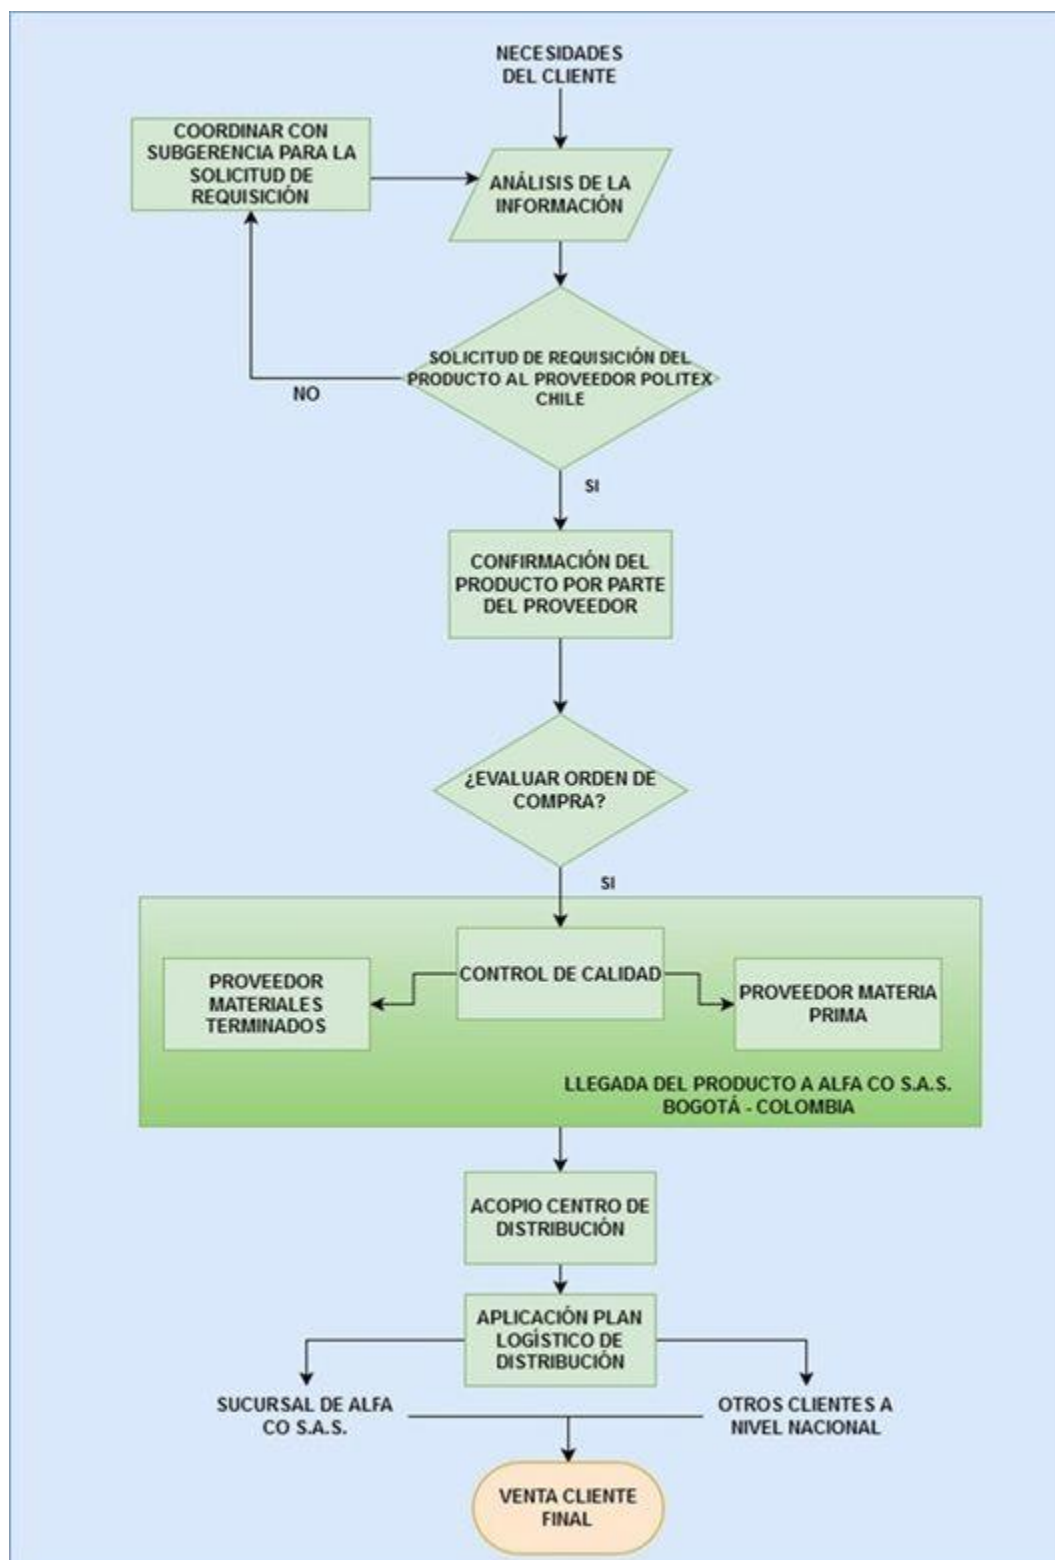 NECESIDADES
DEL CLIENTE
COORDINAR CON
SUBGERENCIA PARA LA
SOLICITUD DE
REQUISICIÓN
ANÁLISIS DE LA
INFORMACIÓN
SOLICITUD DE REQUISICIÓN DEL
PRODUCTO AL PROVEEDOR POLITEX
CHILE
NO
SI
CONFIRMACIÓN DEL
PRODUCTO POR PARTE
DEL PROVEEDOR
¿EVALUAR ORDEN DE
COMPRA?
SI
CONTROL DE CALIDAD
PROVEEDOR
MATERIALES
TERMINADOS
PROVEEDOR MATERIA
PRIMA
LLEGADA DEL PRODUCTO A ALFA CO S.A.S.
BOGOTÁ - COLOMBIA
ACOPIO CENTRO DE
DISTRIBUCIÓN
APLICACIÓN PLAN
LOGÍSTICO DE
DISTRIBUCIÓN
SUCURSAL DE ALFA
CO S.A.S.
OTROS CLIENTES A
NIVEL NACIONAL
VENTA CLIENTE
FINAL